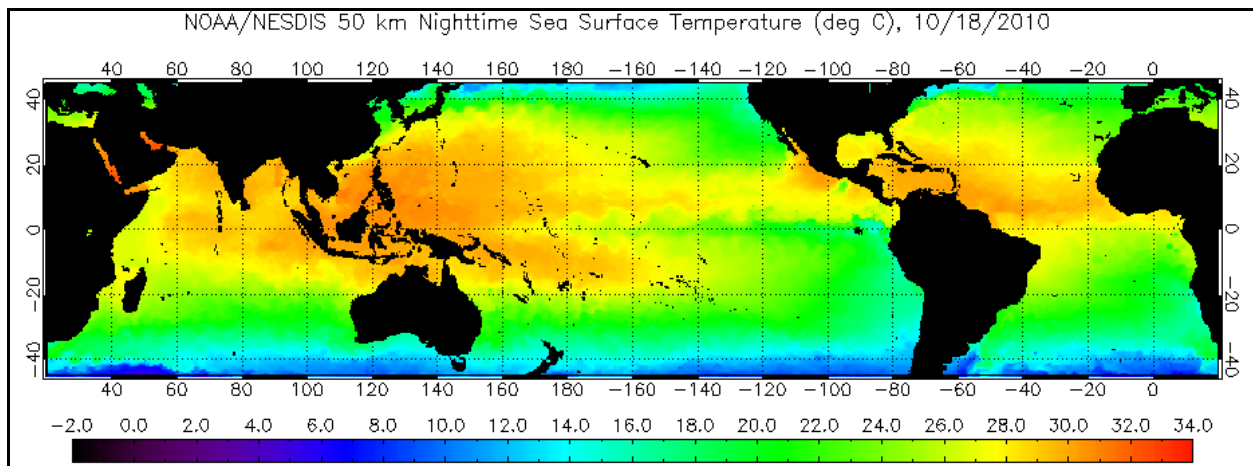 NOAA/NESDIS 50 km Nighttime Sea Surface Temperature (deg C), 10/18/2010
40 60 80 100 120 140 160 180 -160 -140 -120 -100 -80 -60 -40 -20 0
40 40
20 20
0 0
-20 -20
-40 -40
40 60 80 100 120 140 160 180 -160 -140 -120 -100 -80 -60 -40 -20 0
-2.0 0.0 2.0 4.0 6.0 8.0 10.0 12.0 14.0 16.0 18.0 20.0 22.0 24.0 26.0 28.0 30.0 32.0 34.0